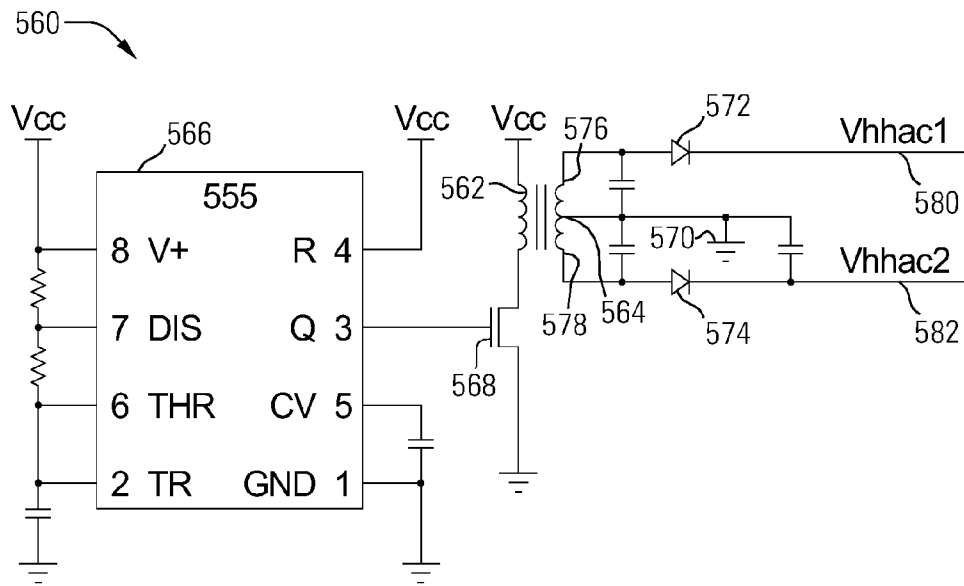 560
Vcc
566
Vcc
Vcc
572
Vhhac1
576
562
555
580
8 V+
R 4
570
Vhhac2
7 DIS
Q 3
578
564
574
582
568
6 THR
CV 5
2 TR
GND 1